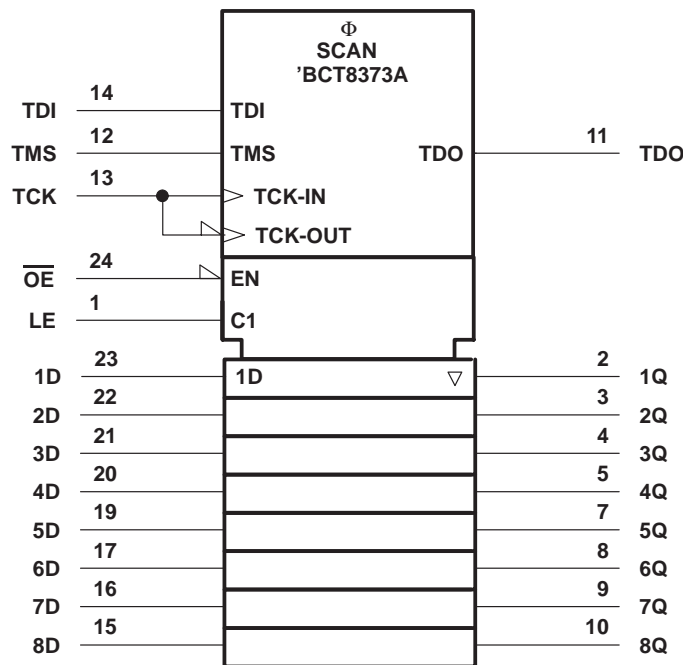 Φ
SCAN
'BCT8373A
TDI 14 TDI
TMS 12 TMS TDO 11 TDO
TCK 13 TCK-IN
TCK-OUT
OE 24 EN
LE 1 C1
1D 23 1D 2 1Q
2D 22 3 2Q
3D 21 4 3Q
4D 20 5 4Q
5D 19 7 5Q
6D 17 8 6Q
7D 16 9 7Q
8D 15 10 8Q